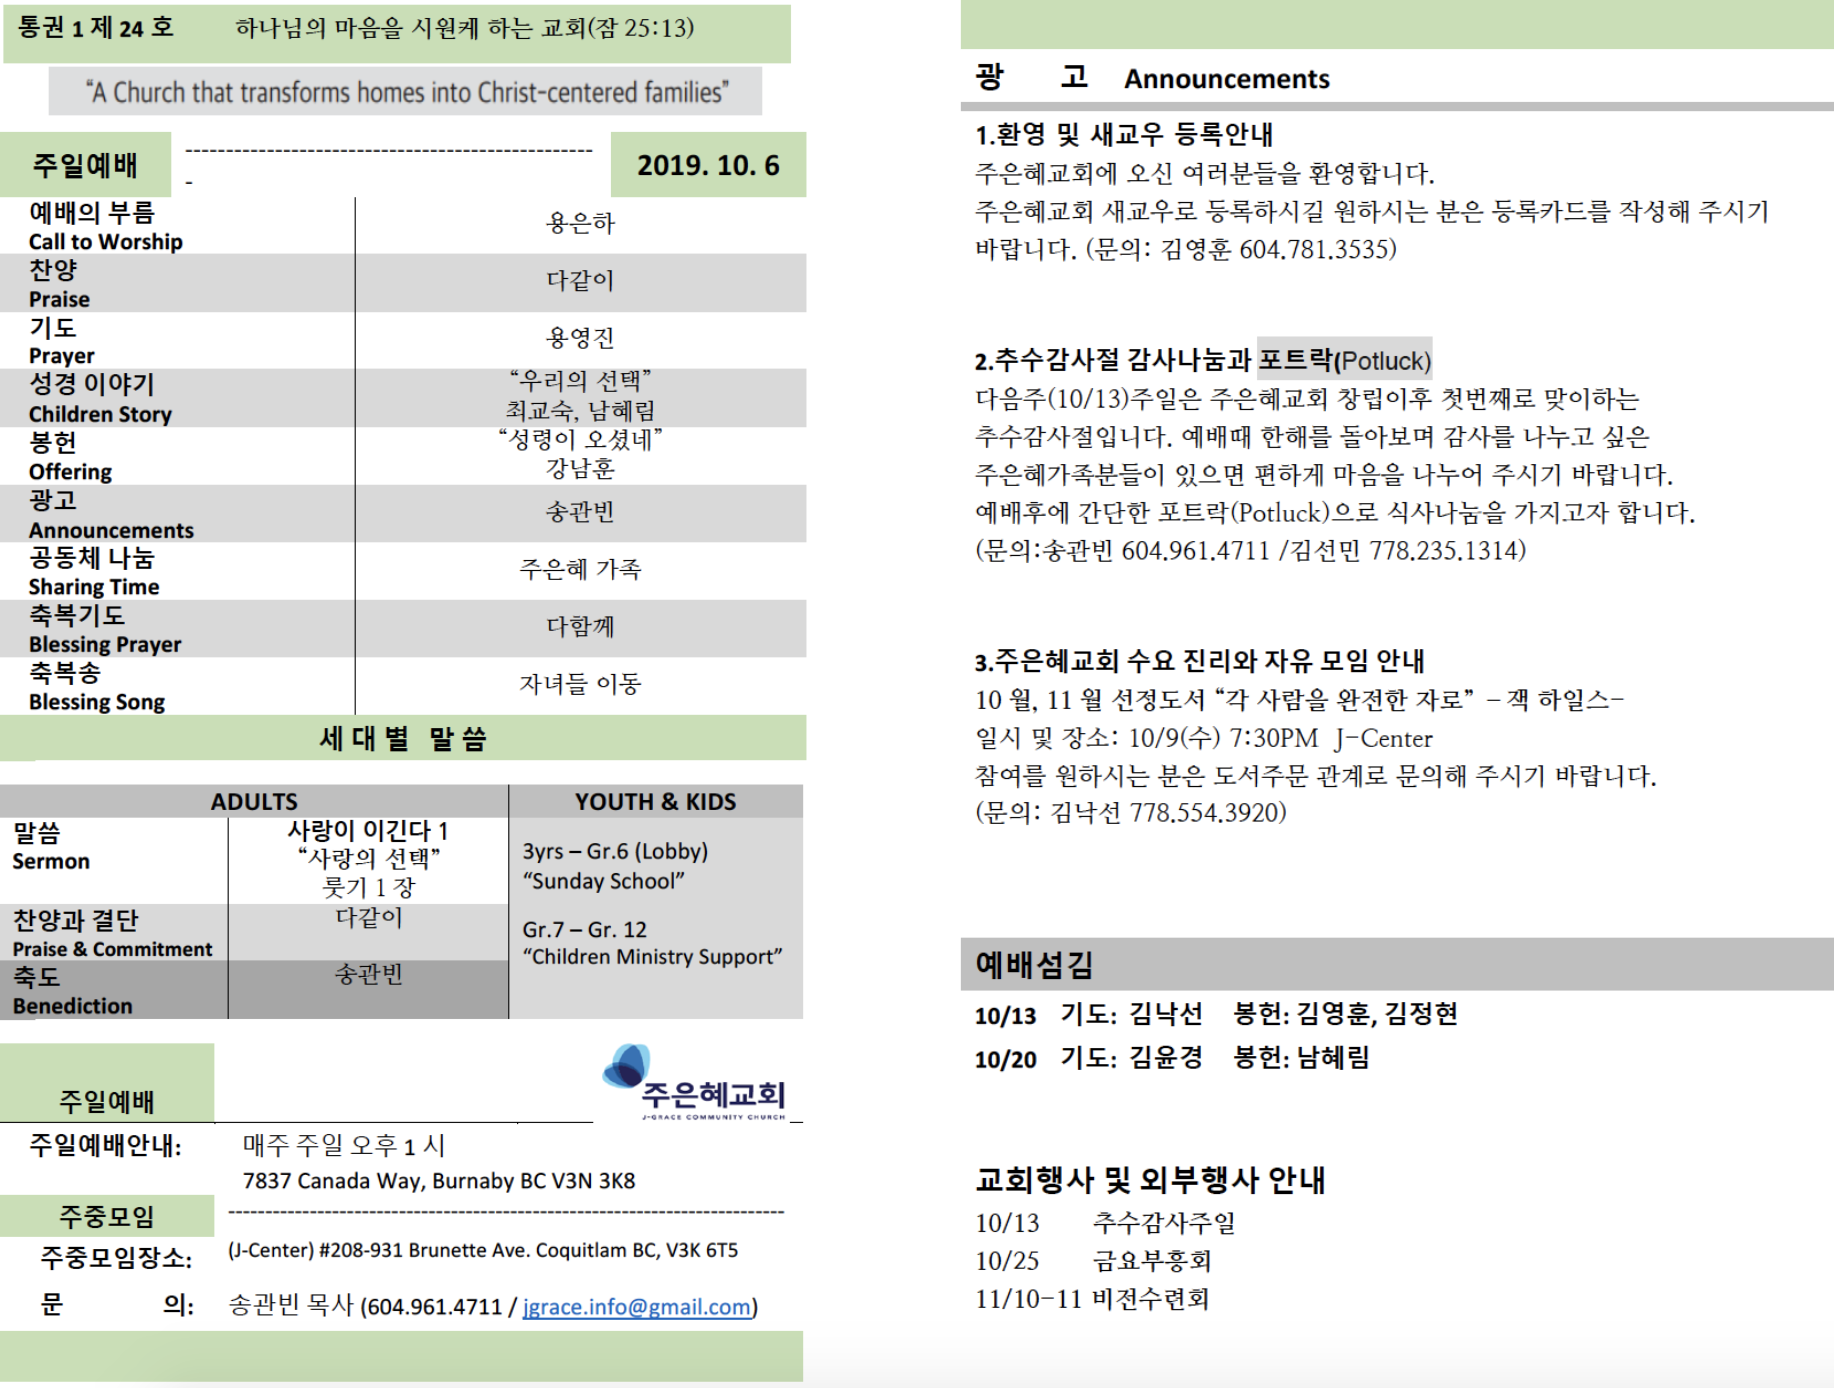 통권 1 제 24 호 하나님의 마음을 시원케 하는 교회(잠 25:13)
“A Church that transforms homes into Christ-centered families”
주일예배 -------------------------------------------------- 2019. 10. 6
-
예배의 부름 용은하
Call to Worship
찬양 다같이
Praise
기도 용영진
Prayer
성경 이야기 “우리의 선택”
Children Story 최교숙, 남혜림
봉헌 “성령이 오셨네”
Offering 강남훈
광고 송관빈
Announcements
공동체 나눔 주은혜 가족
Sharing Time
축복기도 다함께
Blessing Prayer
축복송 자녀들 이동
Blessing Song
세대별 말씀
ADULTS YOUTH & KIDS
말씀 사랑이 이긴다 1
Sermon “사랑의 선택”
룻기 1 장
찬양과 결단 다같이
Praise & Commitment
축도 송관빈
Benediction
3yrs – Gr.6 (Lobby)
“Sunday School”
Gr.7 – Gr. 12
“Children Ministry Support”
주일예배 주은혜교회
J-GRACE COMMUNITY CHURCH
주일예배안내: 매주 주일 오후 1 시
7837 Canada Way, Burnaby BC V3N 3K8
주중모임 ---------------------------------------------------------------------------
주중모임장소: (J-Center) #208-931 Brunette Ave. Coquitlam BC, V3K 6T5
문 의: 송관빈 목사 (604.961.4711 / jgrace.info@gmail.com)
광 고 Announcements
1.환영 및 새교우 등록안내
주은혜교회에 오신 여러분들을 환영합니다.
주은혜교회 새교우로 등록하시길 원하시는 분은 등록카드를 작성해 주시기
바랍니다. (문의: 김영훈 604.781.3535)
2.추수감사절 감사나눔과 포트락(Potluck)
다음주(10/13)주일은 주은혜교회 창립이후 첫번째로 맞이하는
추수감사절입니다. 예배때 한해를 돌아보며 감사를 나누고 싶은
주은혜가족분들이 있으면 편하게 마음을 나누어 주시기 바랍니다.
예배후에 간단한 포트락(Potluck)으로 식사나눔을 가지고자 합니다.
(문의:송관빈 604.961.4711 /김선민 778.235.1314)
3.주은혜교회 수요 진리와 자유 모임 안내
10 월, 11 월 선정도서 “각 사람을 완전한 자로” – 잭 하일스-
일시 및 장소: 10/9(수) 7:30PM J-Center
참여를 원하시는 분은 도서주문 관계로 문의해 주시기 바랍니다.
(문의: 김낙선 778.554.3920)
예배섬김
10/13 기도: 김낙선 봉헌: 김영훈, 김정현
10/20 기도: 김윤경 봉헌: 남혜림
교회행사 및 외부행사 안내
10/13 추수감사주일
10/25 금요부흥회
11/10-11 비전수련회